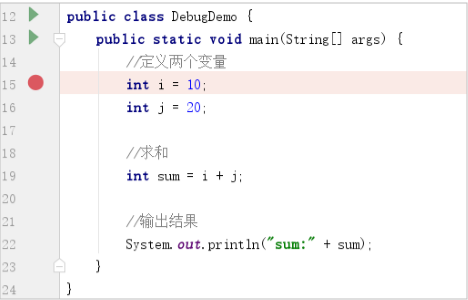 12 public class DebugDemo {
13 public static void main(String[] args) {
14 //定义两个变量
15 int i = 10;
16 int j = 20;
17
18 //求和
19 int sum = i + j;
20
21 //输出结果
22 System.out.println("sum:" + sum);
23 }
24 }